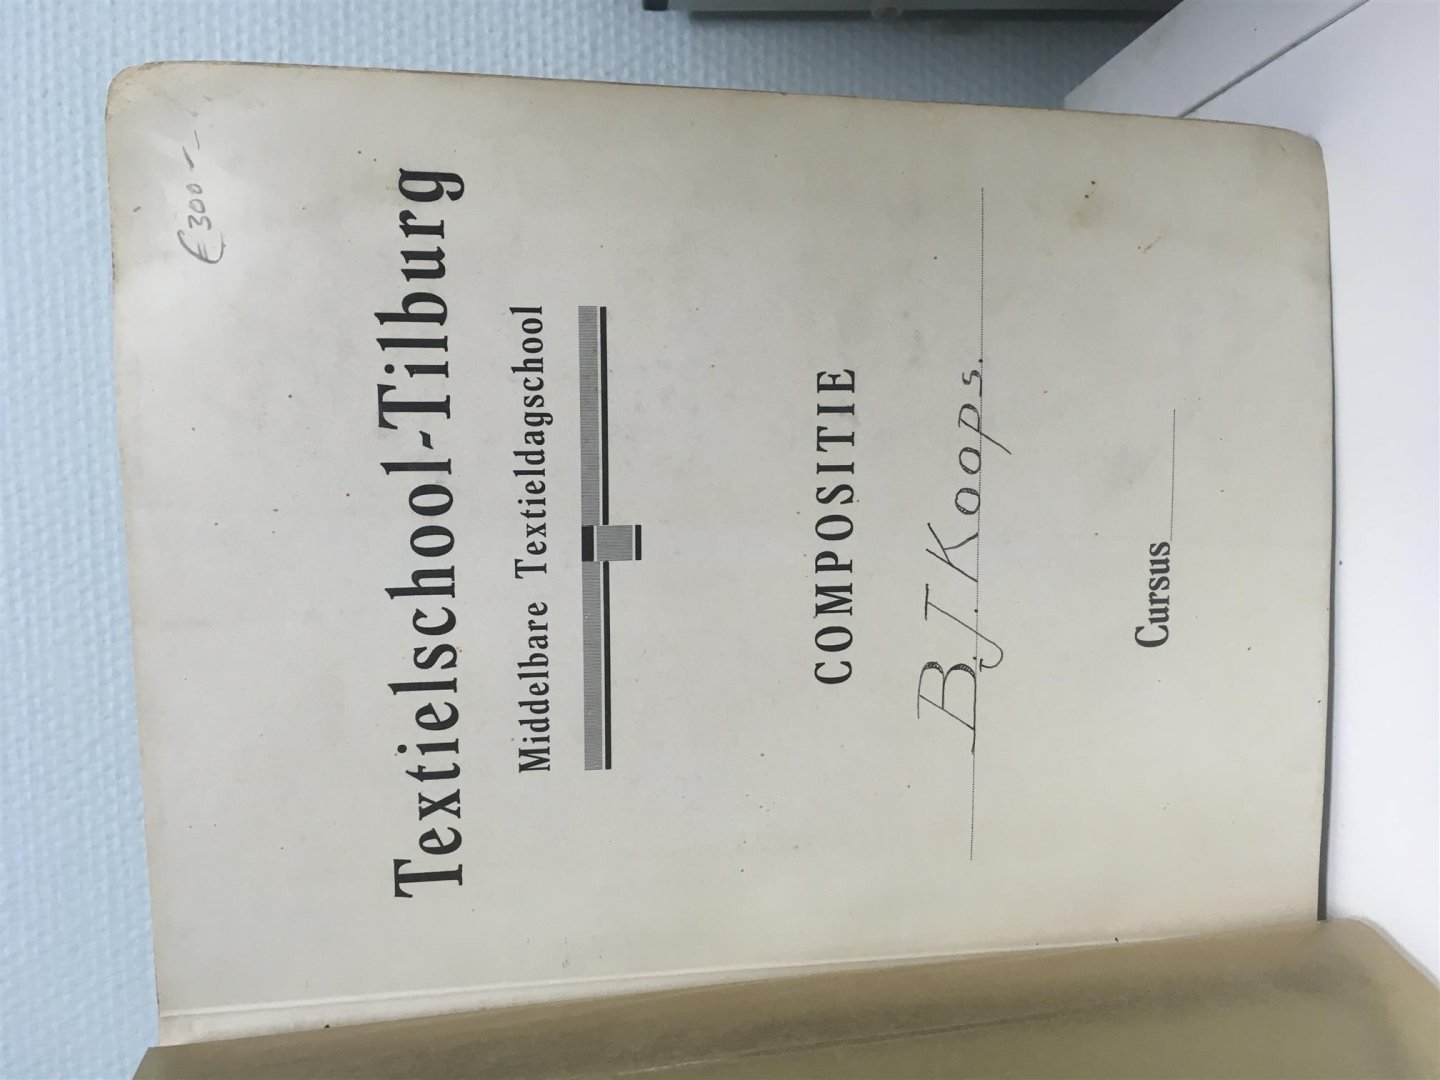 € 300,-
Textielschool-Tilburg
Middelbare Textieldagschool
COMPOSITIE
B.J. Koops.
Cursus